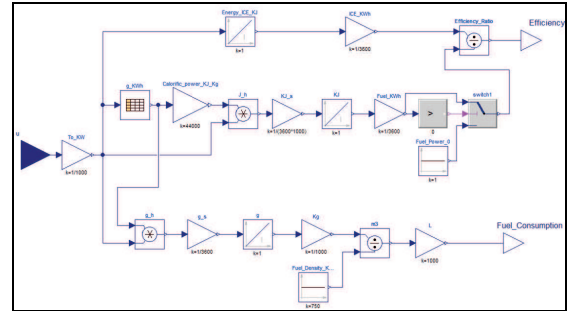 Energy_ICE_KJ
k=1
ICE_KWh
k=1/3600
Efficiency_Ratio
Efficiency
g_KWh
Calorific_power_KJ_Kg
k=44000
J_h
KJ_s
k=1/(3600*1000)
KJ
k=1
Fuel_KWh
k=1/3600
>
0
switch1
Fuel_Power_0
k=1
u
To_KW
k=1/1000
g_h
g_s
k=1/3600
g
k=1
Kg
k=1/1000
m3
L
k=1000
Fuel_Consumption
Fuel_Density_K...
k=750